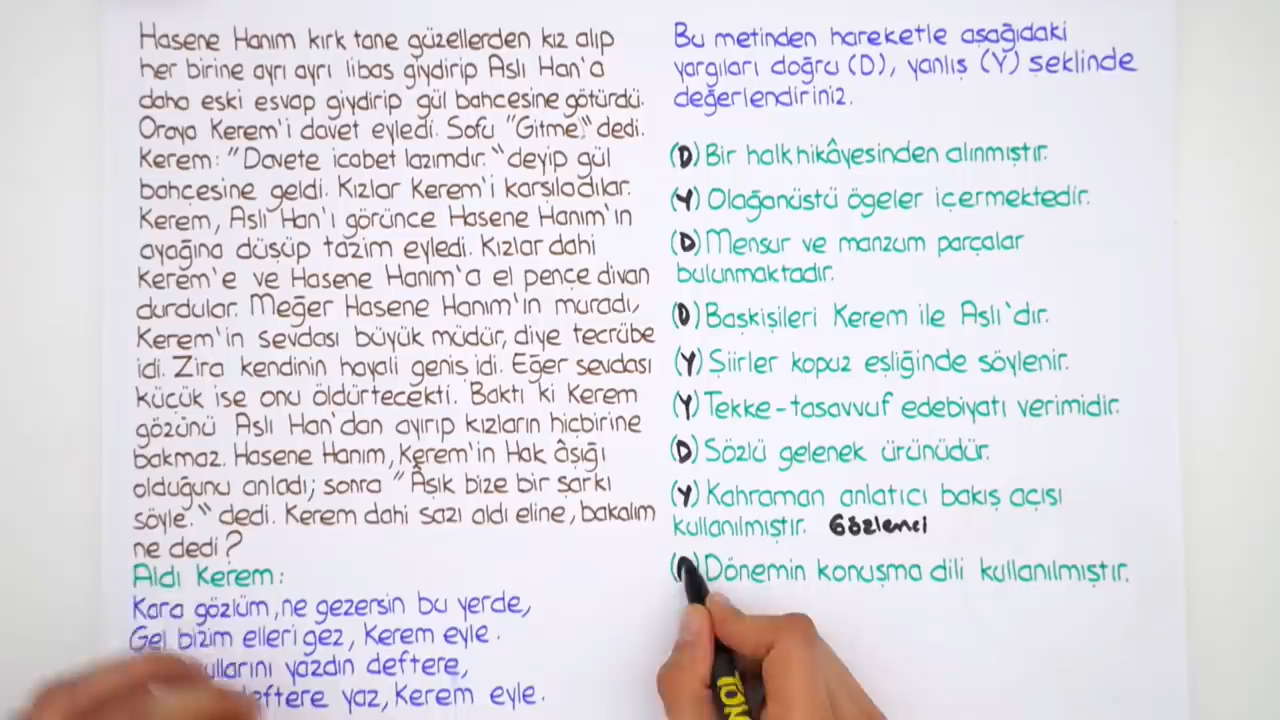 Hasene Hanım kırk tane güzellerden kız alıp
her birine ayrı ayrı libas giydirip Aslı Han'a
daha eski esvap giydirip gül bahçesine götürdü.
Oraya Kerem'i davet eyledi. Sofu "Gitme," dedi.
Kerem: "Davete icabet lazımdır." deyip gül
bahçesine geldi. Kızlar Kerem'i karşıladılar.
Kerem, Aslı Han'ı görünce Hasene Hanım'ın
ayağına düşüp tazim eyledi. Kızlar dahi
Kerem'e ve Hasene Hanım'a el pençe divan
durdular. Meğer Hasene Hanım'ın muradı,
Kerem'in sevdası büyük müdür, diye tecrübe
idi. Zira kendinin hayali geniş idi. Eğer sevdası
küçük ise onu öldürtecekti. Baktı ki Kerem
gözünü Aslı Han'dan ayırıp kızların hiçbirine
bakmaz. Hasene Hanım, Kerem'in Hak âşığı
olduğunu anladı; sonra "Âşık bize bir şarkı
söyle." dedi. Kerem dahi sazı aldı eline, bakalım
ne dedi?
Aldı Kerem:
Kara gözlüm, ne gezersin bu yerde,
Gel bizim elleri gez, Kerem eyle.
yazdın deftere,
yaz, Kerem eyle.
Bu metinden hareketle aşağıdaki
yargıları doğru (D), yanlış (Y) şeklinde
değerlendiriniz.
(D) Bir halk hikâyesinden alınmıştır.
(Y) Olağanüstü ögeler içermektedir.
(D) Mensur ve manzum parçalar
bulunmaktadır.
(D) Başkişileri Kerem ile Aslı'dır.
(Y) Şiirler kopuz eşliğinde söylenir.
(Y) Tekke-tasavvuf edebiyatı verimidir.
(D) Sözlü gelenek ürünüdür.
(Y) Kahraman anlatıcı bakış açısı
kullanılmıştır. Gözlemci
Dönemin konuşma dili kullanılmıştır.